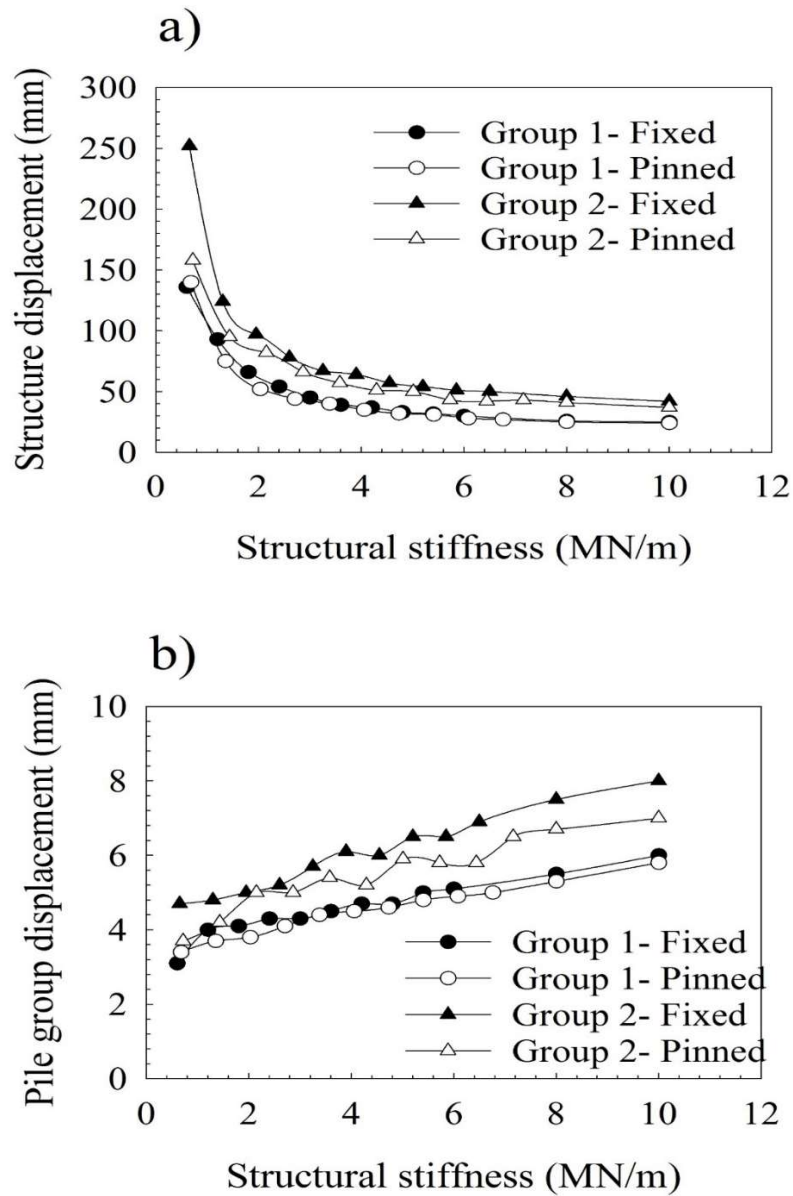 a)
Structure displacement (mm)
300
250
200
150
100
50
0
Group 1- Fixed
Group 1- Pinned
Group 2- Fixed
Group 2- Pinned
0 2 4 6 8 10 12
Structural stiffness (MN/m)
b)
Pile group displacement (mm)
10
8
6
4
2
0
Group 1- Fixed
Group 1- Pinned
Group 2- Fixed
Group 2- Pinned
0 2 4 6 8 10 12
Structural stiffness (MN/m)